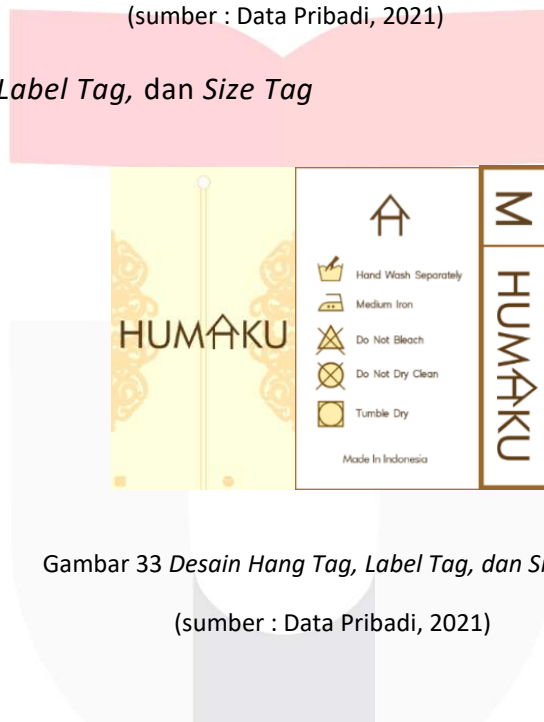 (sumber : Data Pribadi, 2021)
Label Tag, dan Size Tag
HUMAKU
Hand Wash Separately
Medium Iron
Do Not Bleach
Do Not Dry Clean
Tumble Dry
Made In Indonesia
M
HUMAKU
Gambar 33 Desain Hang Tag, Label Tag, dan
(sumber : Data Pribadi, 2021)